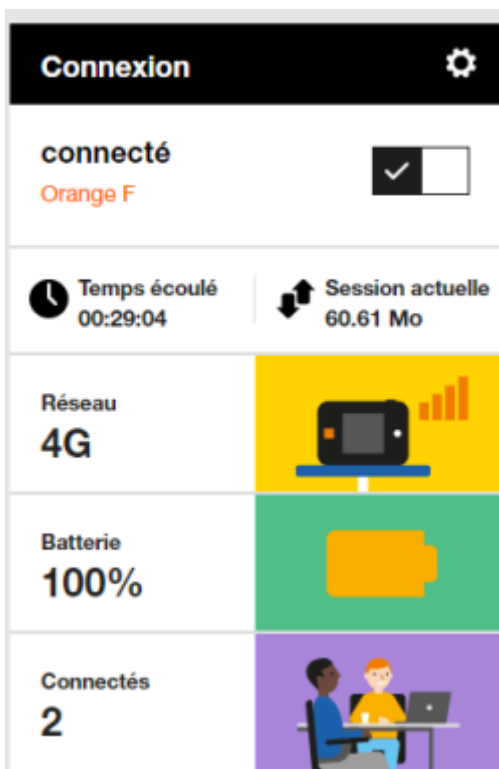 Connexion
connecté
Orange F
Temps écoulé
00:29:04
Session actuelle
60.61 Mo
Réseau
4G
Batterie
100%
Connectés
2